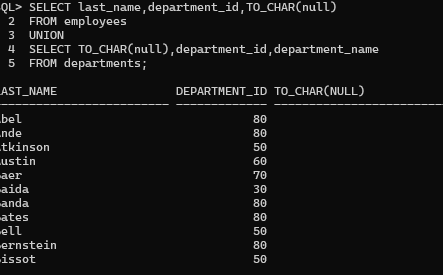 QL> SELECT last_name,department_id,TO_CHAR(null)
2 FROM employees
3 UNION
4 SELECT TO_CHAR(null),department_id,department_name
5 FROM departments;
AST_NAME DEPARTMENT_ID TO_CHAR(NULL)
------------------------- ------------- -------------------------
bel 80
nde 80
tkinson 50
ustin 60
aer 70
aida 30
anda 80
ates 80
ell 50
ernstein 80
issot 50